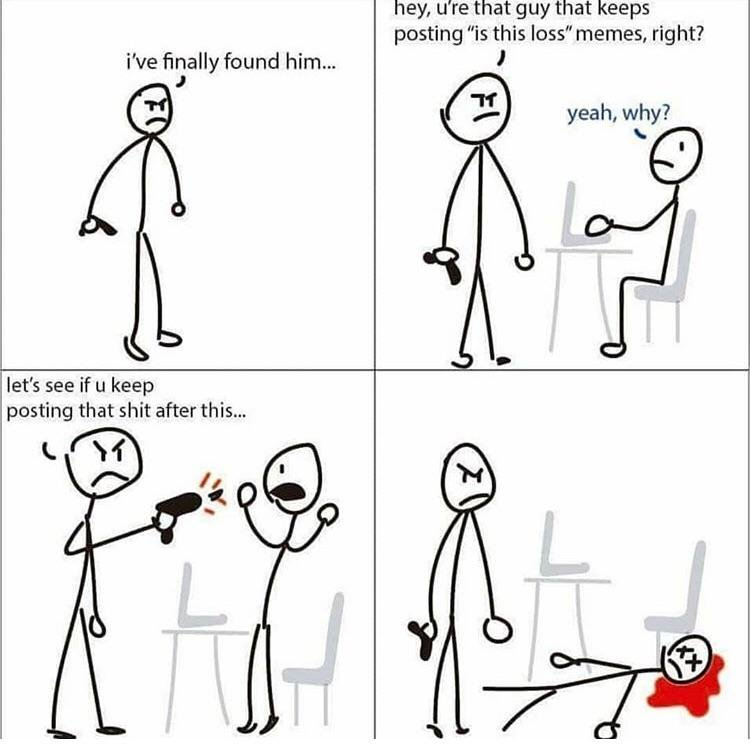 i've finally found him...
hey, u're that guy that keeps
posting "is this loss" memes, right?
yeah, why?
let's see if u keep
posting that shit after this...